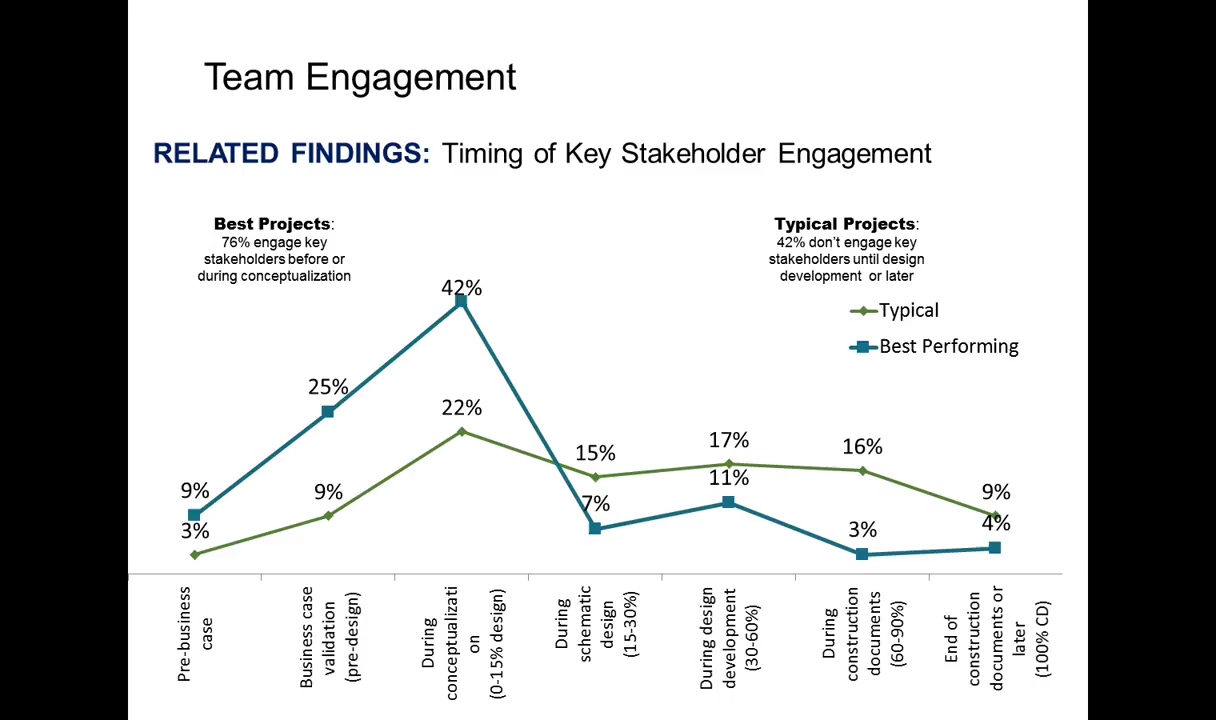 Team Engagement
RELATED FINDINGS: Timing of Key Stakeholder Engagement
Best Projects:
76% engage key
stakeholders before or
during conceptualization
Typical Projects:
42% don't engage key
stakeholders until design
development or later
Typical
Best Performing
9%
25%
42%
7%
11%
3%
4%
3%
9%
22%
15%
17%
16%
9%
Pre-business
case
Business case
validation
(pre-design)
During
conceptualizati
on
(0-15% design)
During
schematic
design
(15-30%)
During design
development
(30-60%)
During
construction
documents
(60-90%)
End of
construction
documents or
later
(100% CD)